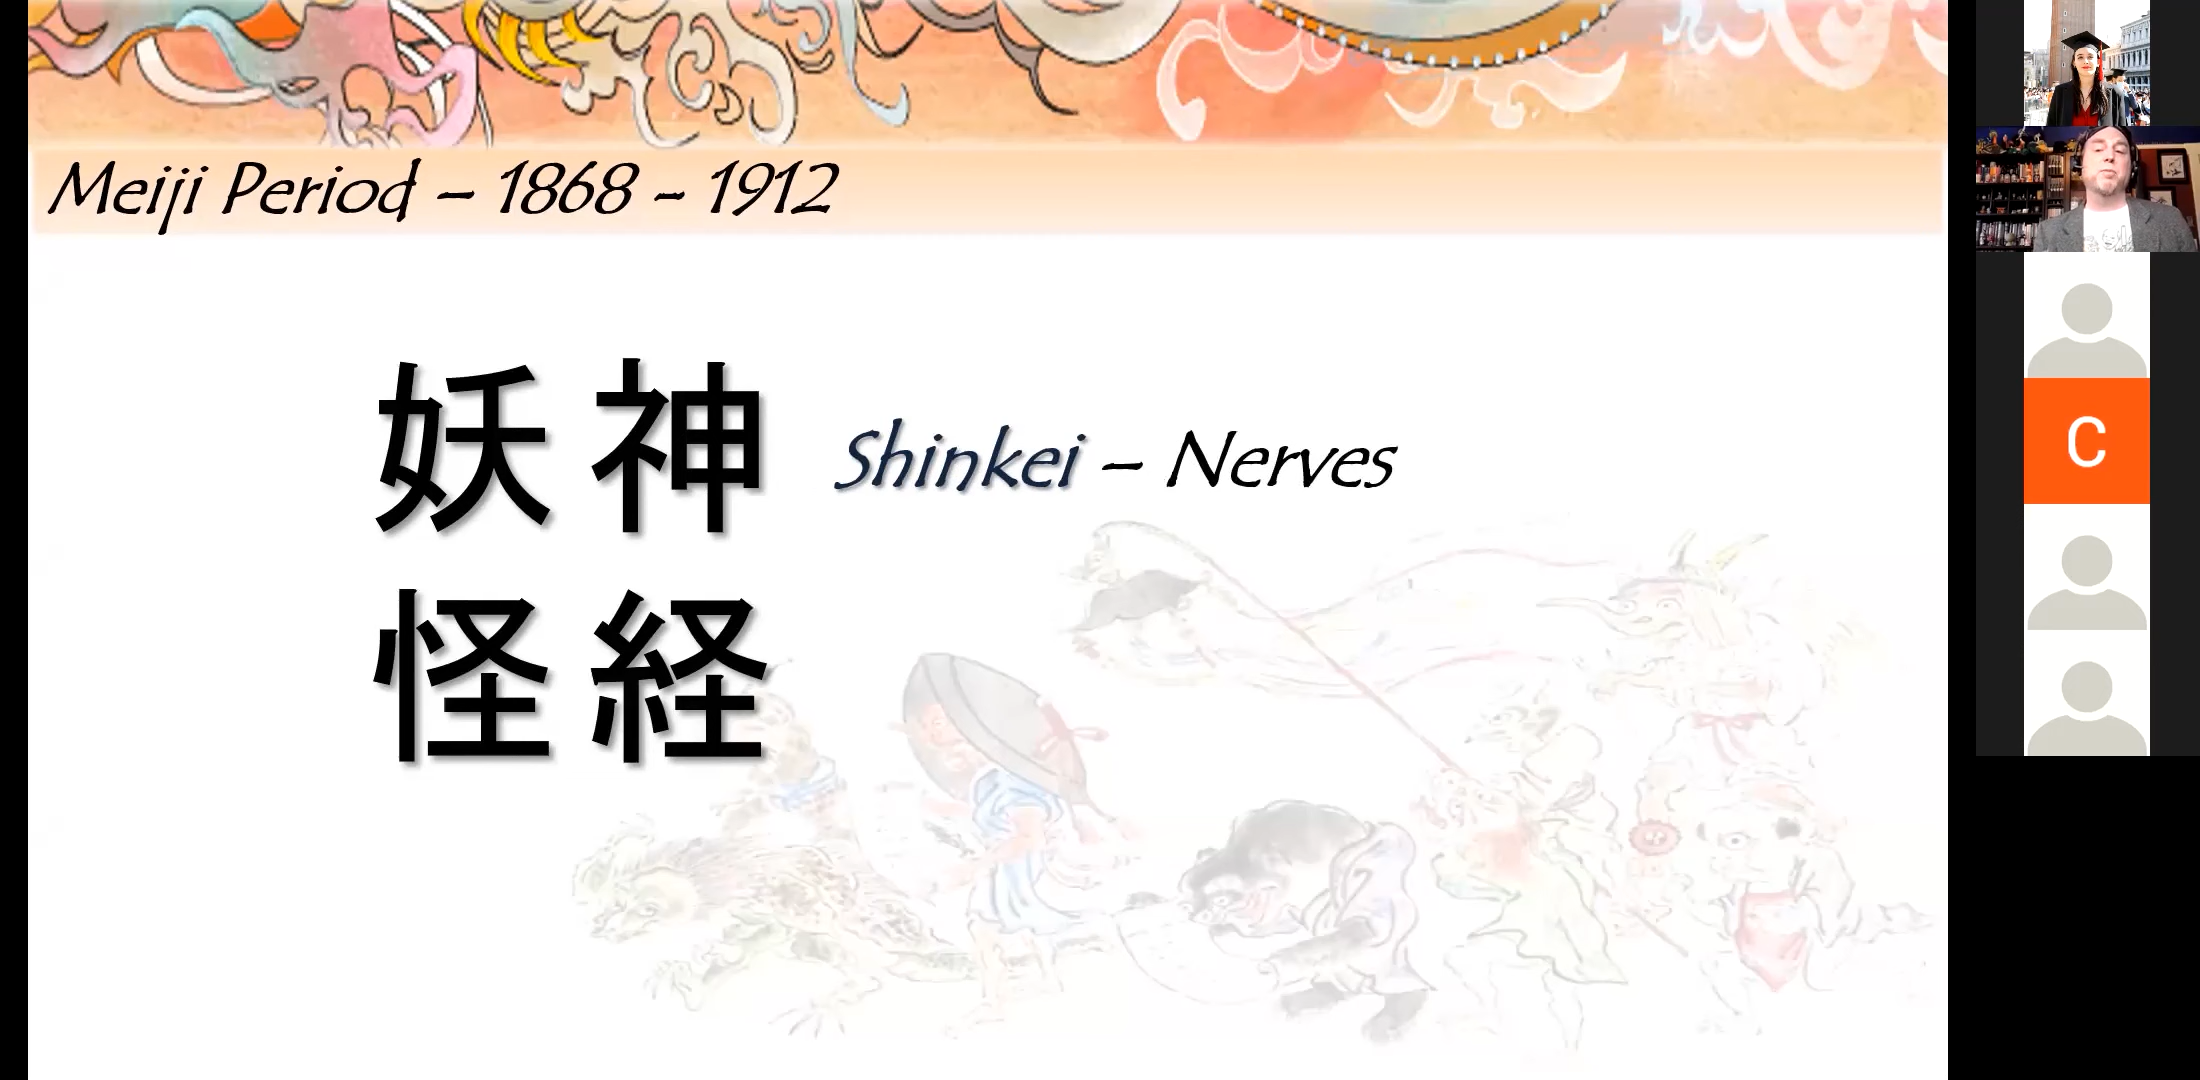 Meiji Period – 1868 - 1912
神経
妖怪
Shinkei – Nerves
C